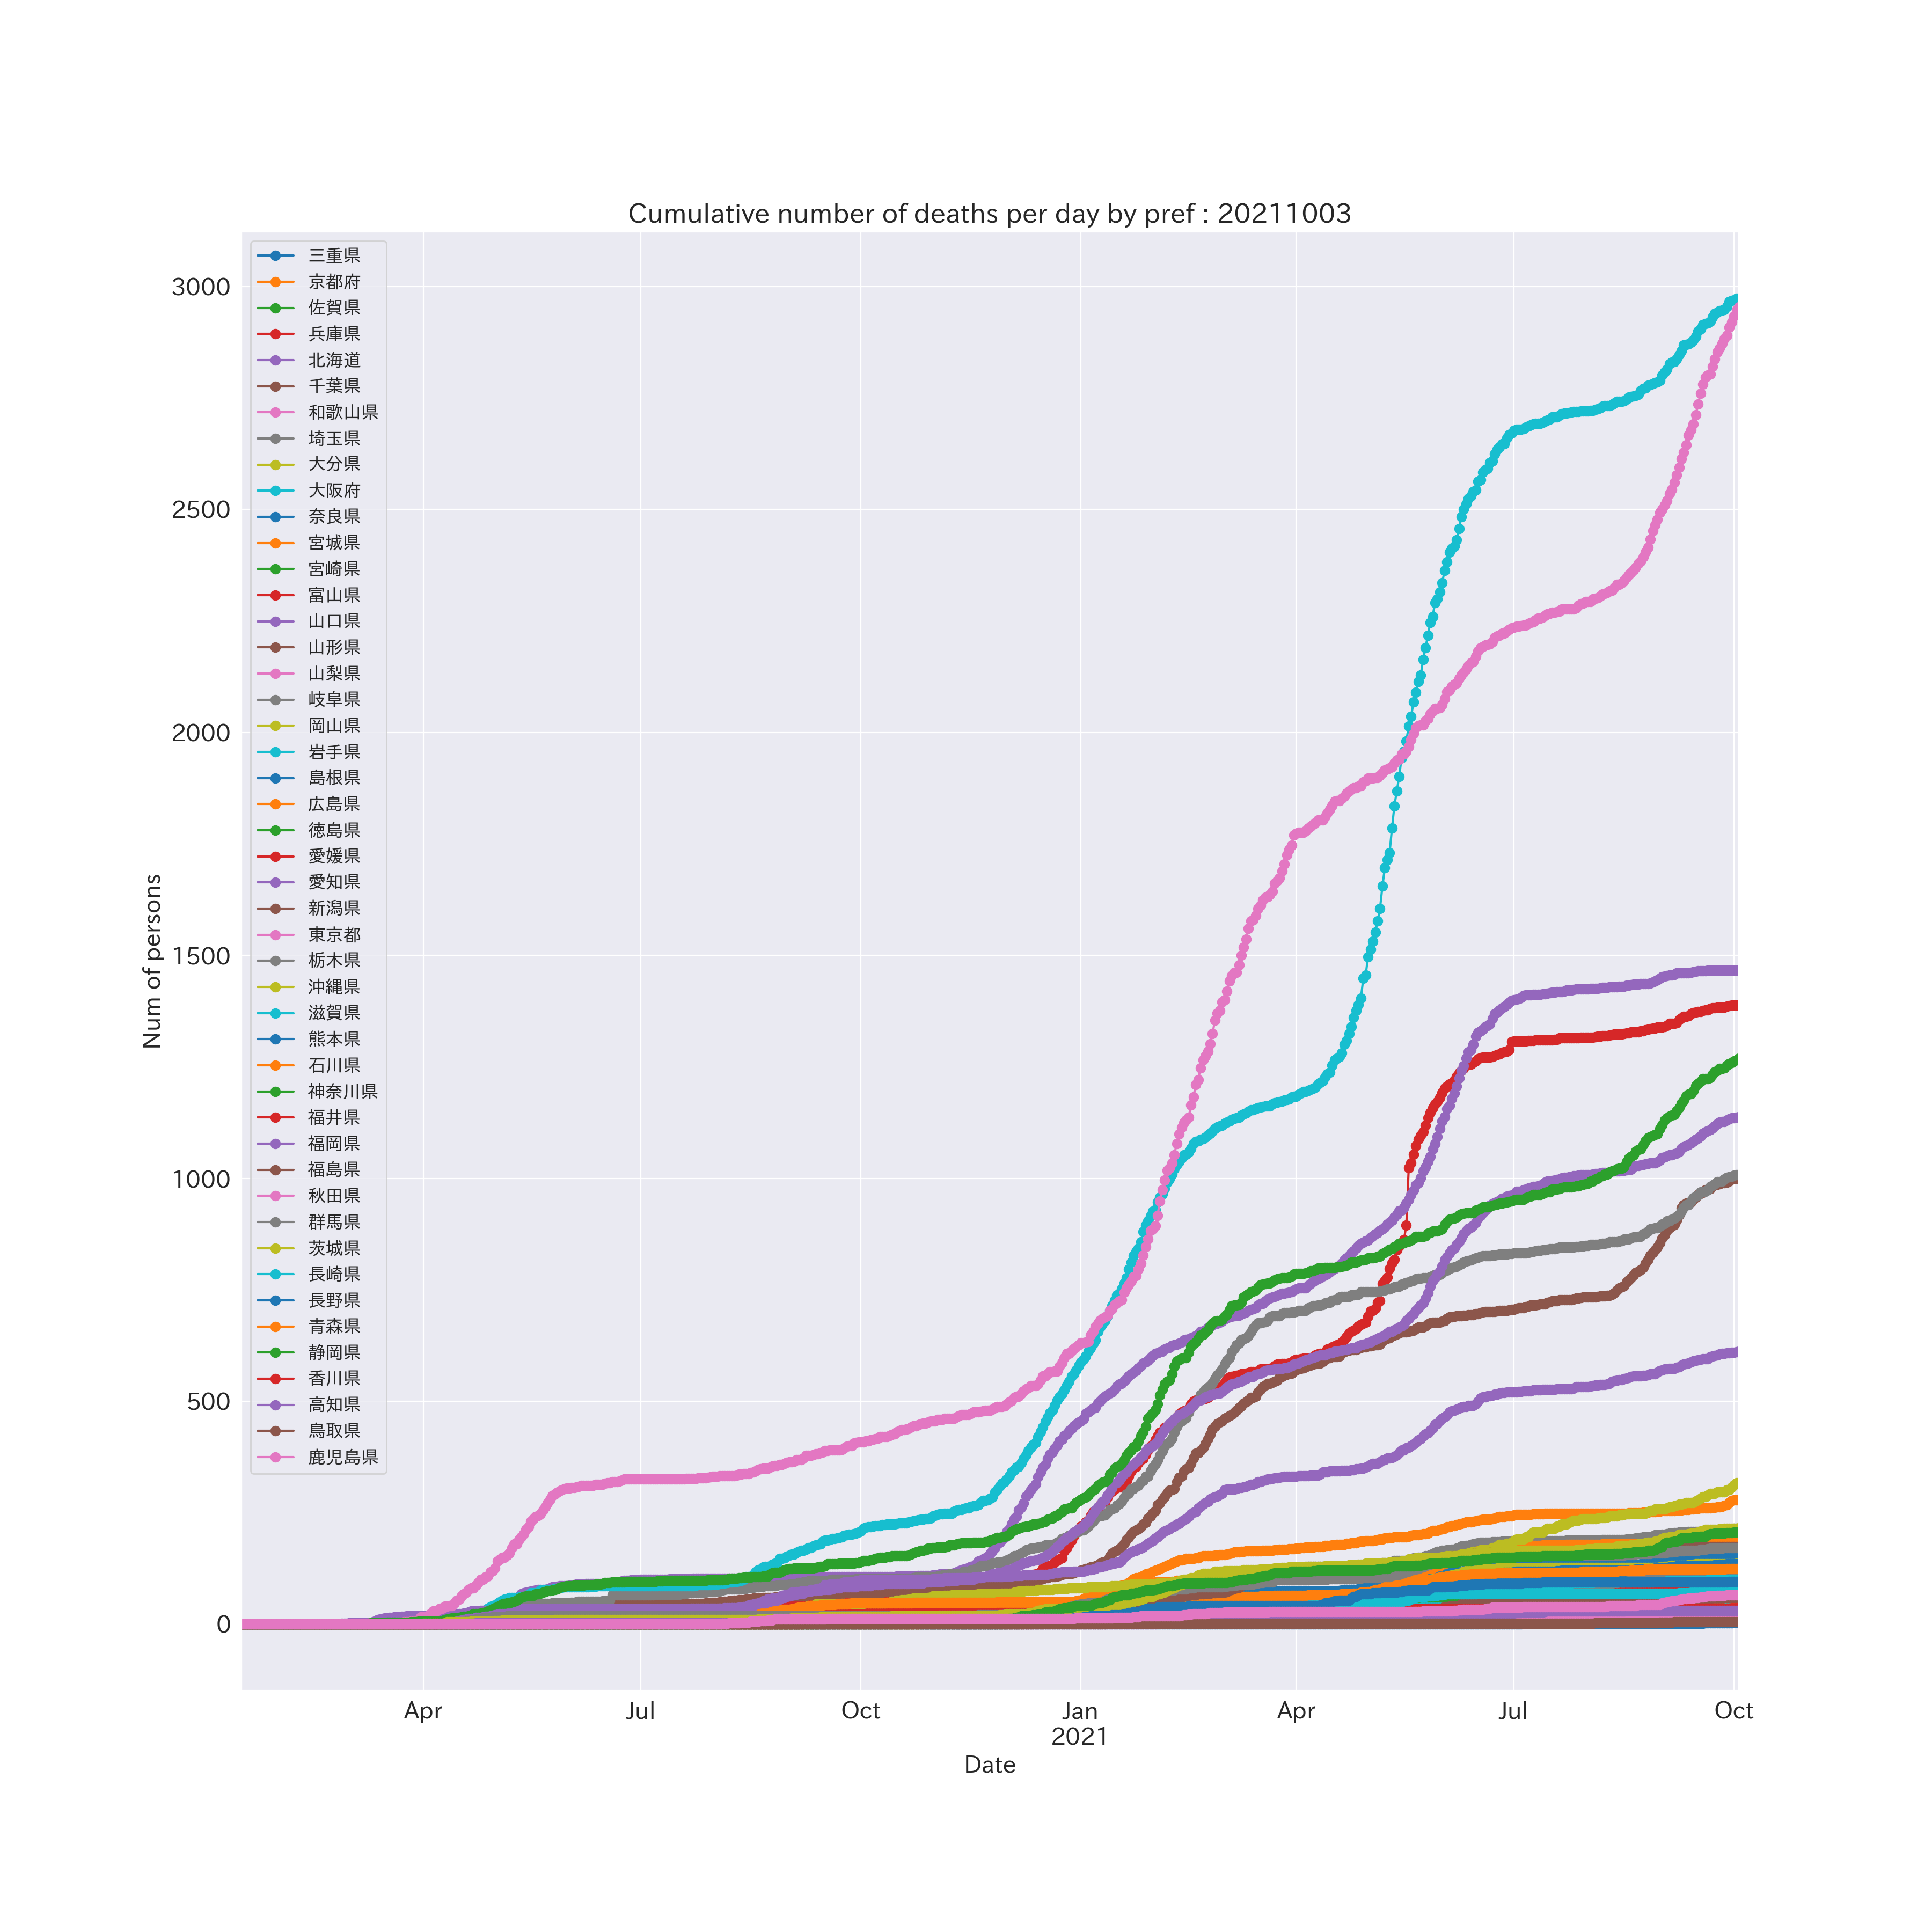 Cumulative number of deaths per day by pref : 20211003
三重県
京都府
佐賀県
兵庫県
北海道
千葉県
和歌山県
埼玉県
大分県
大阪府
奈良県
宮城県
宮崎県
富山県
山口県
山形県
山梨県
岐阜県
岡山県
岩手県
島根県
広島県
徳島県
愛媛県
愛知県
新潟県
東京都
栃木県
沖縄県
滋賀県
熊本県
石川県
神奈川県
福井県
福岡県
福島県
秋田県
群馬県
茨城県
長崎県
長野県
青森県
静岡県
香川県
高知県
鳥取県
鹿児島県
Num of persons
3000
2500
2000
1500
1000
500
0
Apr Jul Oct Jan Apr Jul Oct
2021
Date